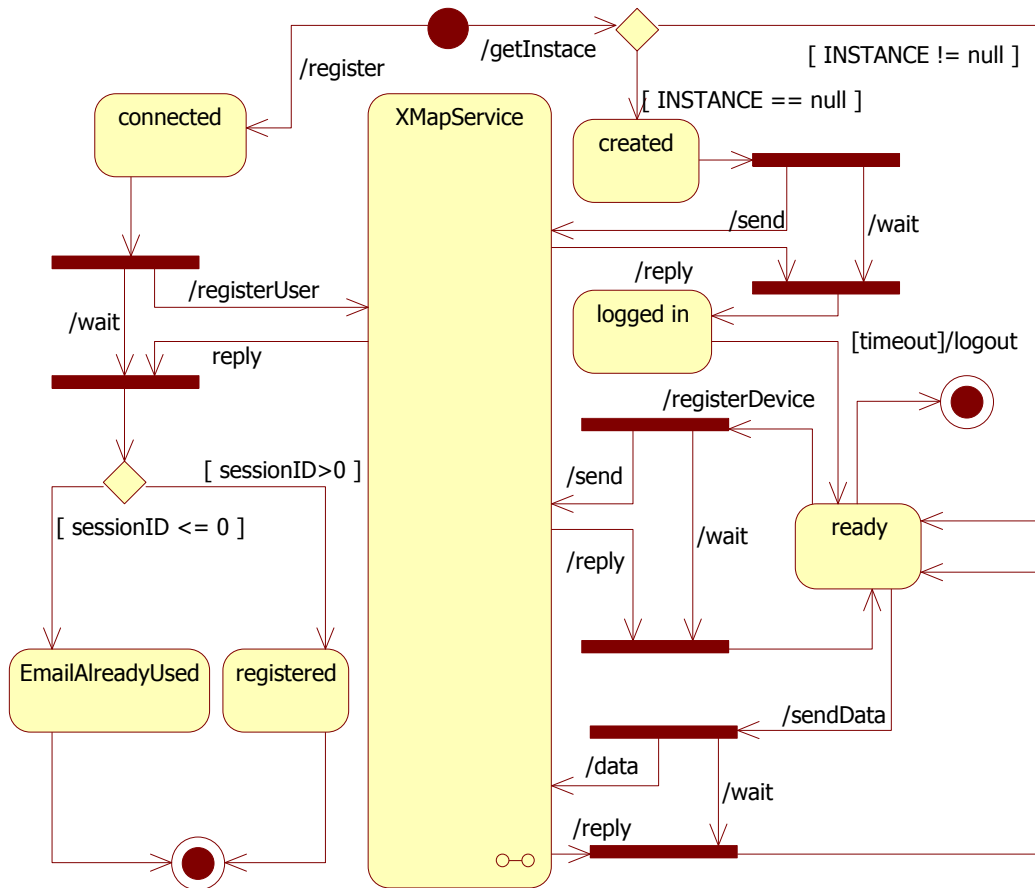 /getInstace
[ INSTANCE != null ]
/register
[ INSTANCE == null ]
connected
XMapService
created
/send
/wait
/reply
/registerUser
logged in
/wait
reply
[timeout]/logout
/registerDevice
[ sessionID>0 ]
/send
[ sessionID <= 0 ]
ready
/wait
/reply
EmailAlreadyUsed
registered
/sendData
/data
/wait
/reply